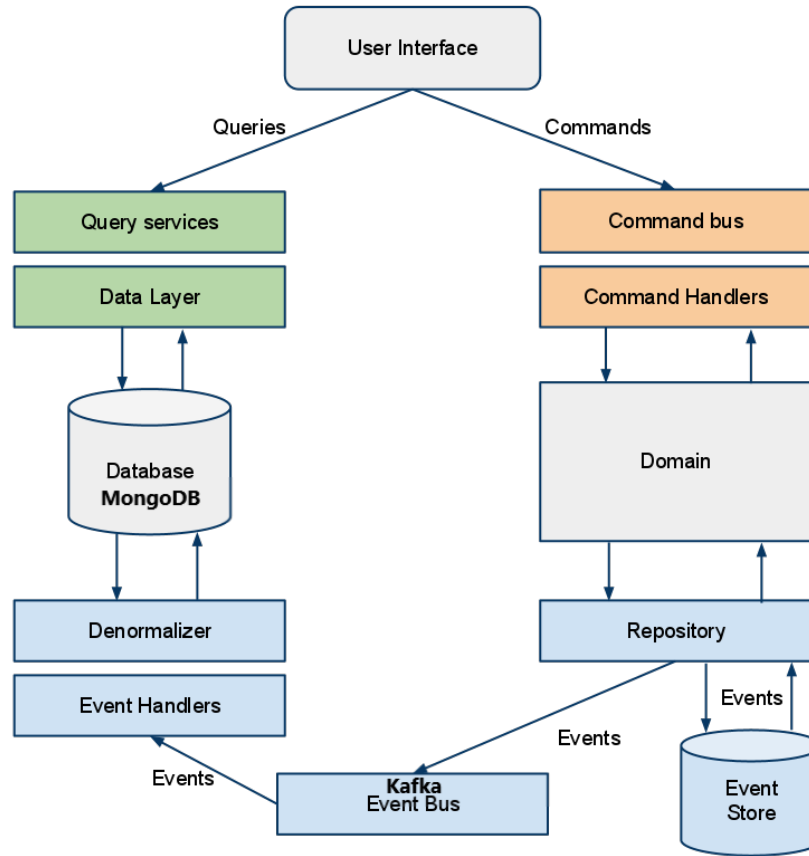 User Interface
Queries
Commands
Query services
Command bus
Data Layer
Command Handlers
Database
MongoDB
Domain
Denormalizer
Repository
Event Handlers
Events
Events
Events
Kafka
Event Bus
Event
Store